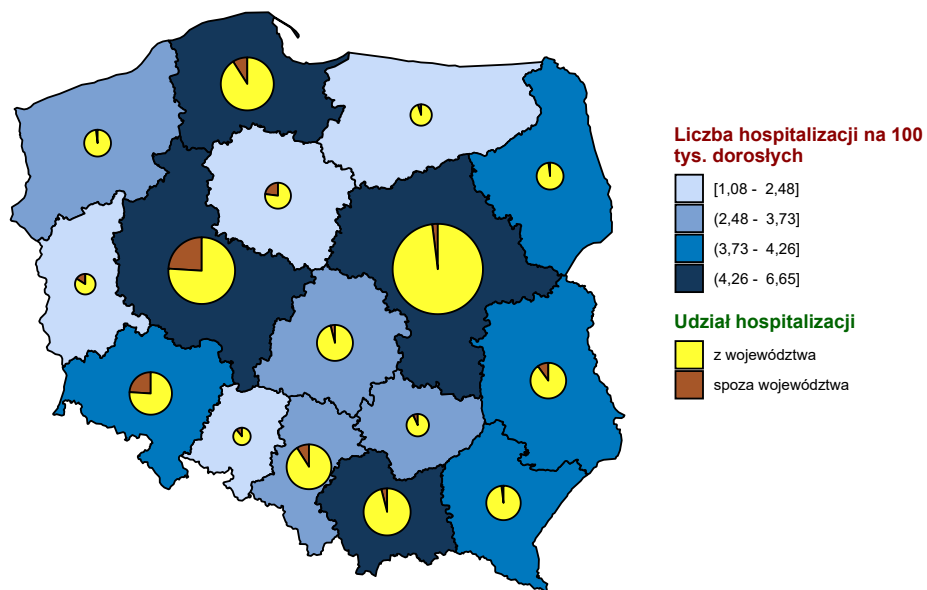 Liczba hospitalizacji na 100
tys. dorosłych
[1,08 - 2,48]
(2,48 - 3,73]
(3,73 - 4,26]
(4,26 - 6,65]
Udział hospitalizacji
z województwa
spoza województwa